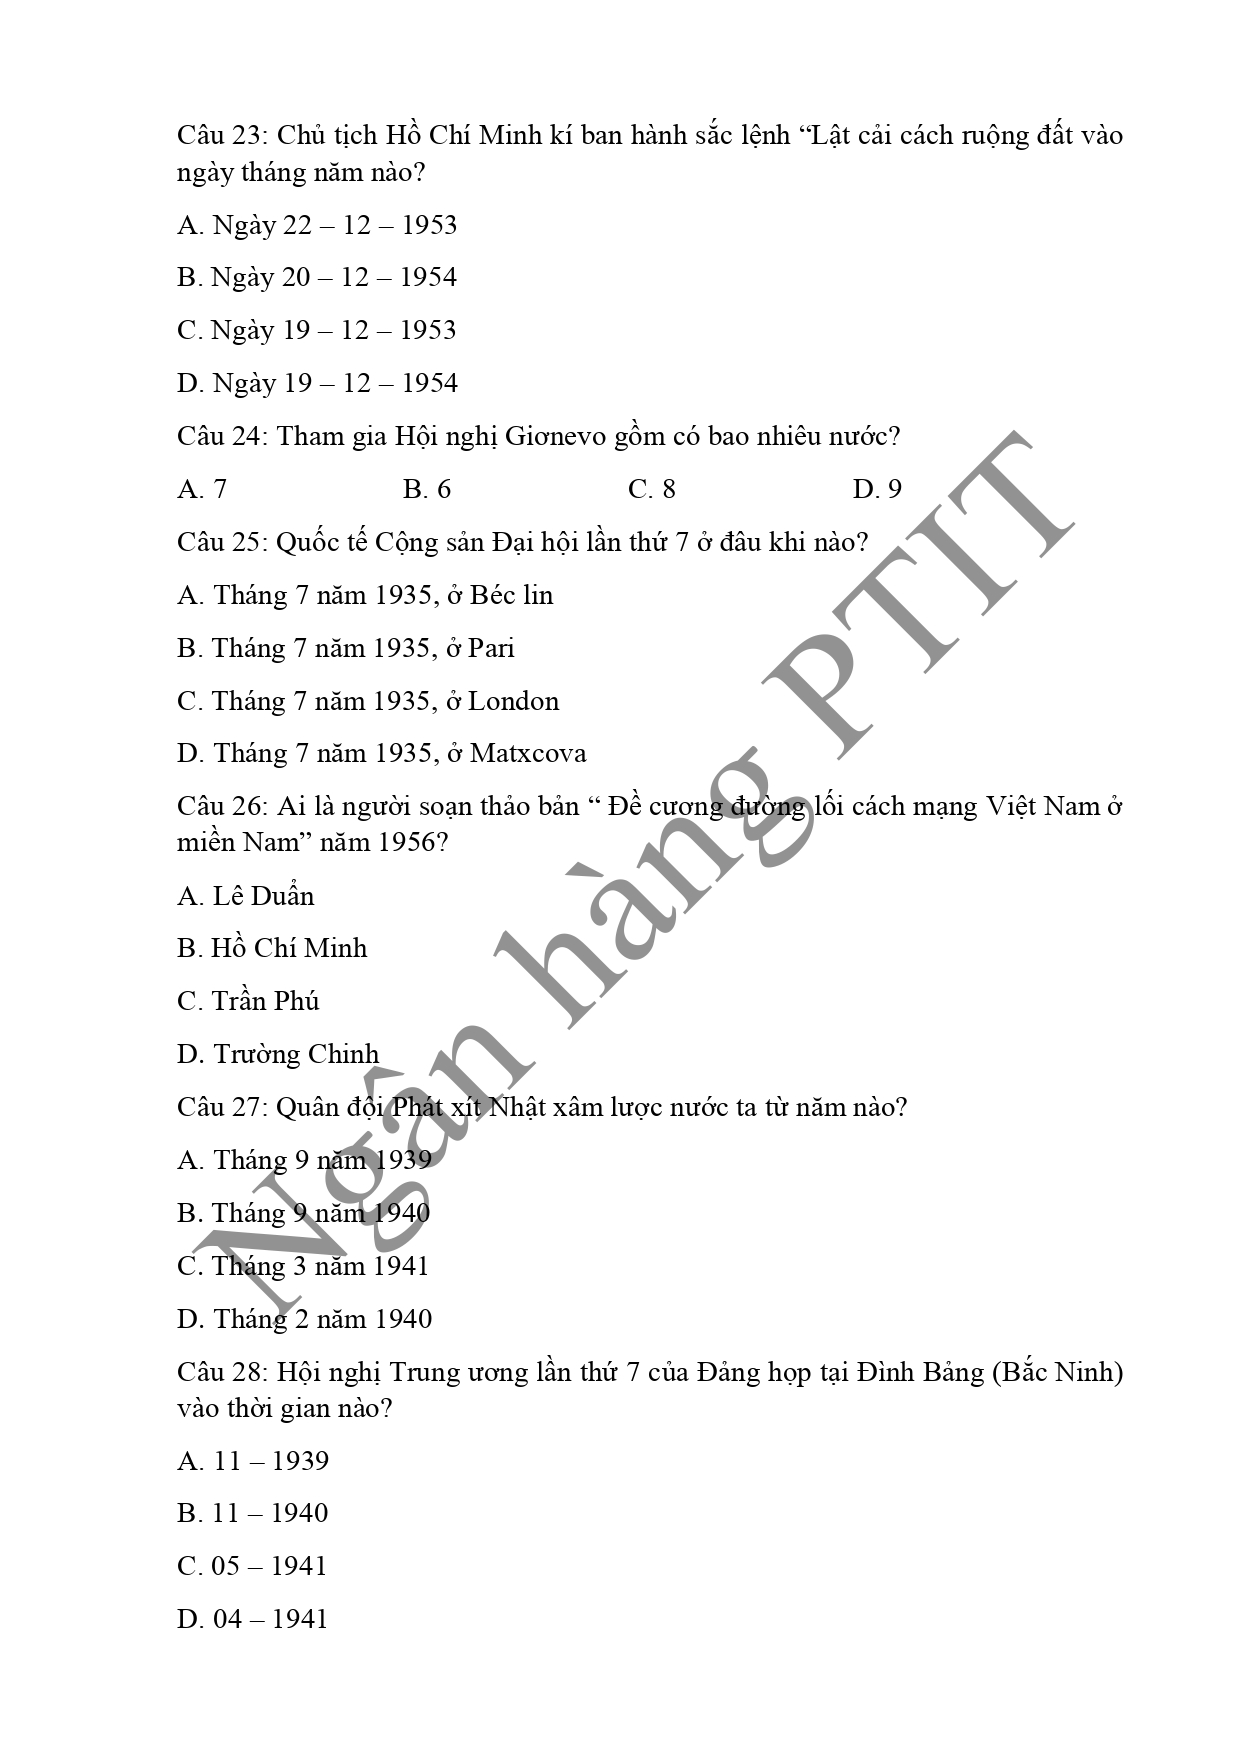 Câu 23: Chủ tịch Hồ Chí Minh kí ban hành sắc lệnh “Lật cải cách ruộng đất vào
ngày tháng năm nào?
A. Ngày 22 – 12 – 1953
B. Ngày 20 – 12 – 1954
C. Ngày 19 – 12 – 1953
D. Ngày 19 – 12 – 1954
Câu 24: Tham gia Hội nghị Giơnevo gồm có bao nhiêu nước?
A. 7 B. 6 C. 8 D. 9
Câu 25: Quốc tế Cộng sản Đại hội lần thứ 7 ở đâu khi nào?
A. Tháng 7 năm 1935, ở Béc lin
B. Tháng 7 năm 1935, ở Pari
C. Tháng 7 năm 1935, ở London
D. Tháng 7 năm 1935, ở Matxcova
Câu 26: Ai là người soạn thảo bản “ Đề cương đường lối cách mạng Việt Nam ở
miền Nam” năm 1956?
A. Lê Duẩn
B. Hồ Chí Minh
C. Trần Phú
D. Trường Chinh
Câu 27: Quân đội Phát xít Nhật xâm lược nước ta từ năm nào?
A. Tháng 9 năm 1939
B. Tháng 9 năm 1940
C. Tháng 3 năm 1941
D. Tháng 2 năm 1940
Câu 28: Hội nghị Trung ương lần thứ 7 của Đảng họp tại Đình Bảng (Bắc Ninh)
vào thời gian nào?
A. 11 – 1939
B. 11 – 1940
C. 05 – 1941
D. 04 – 1941
Ngân hàng PTIT